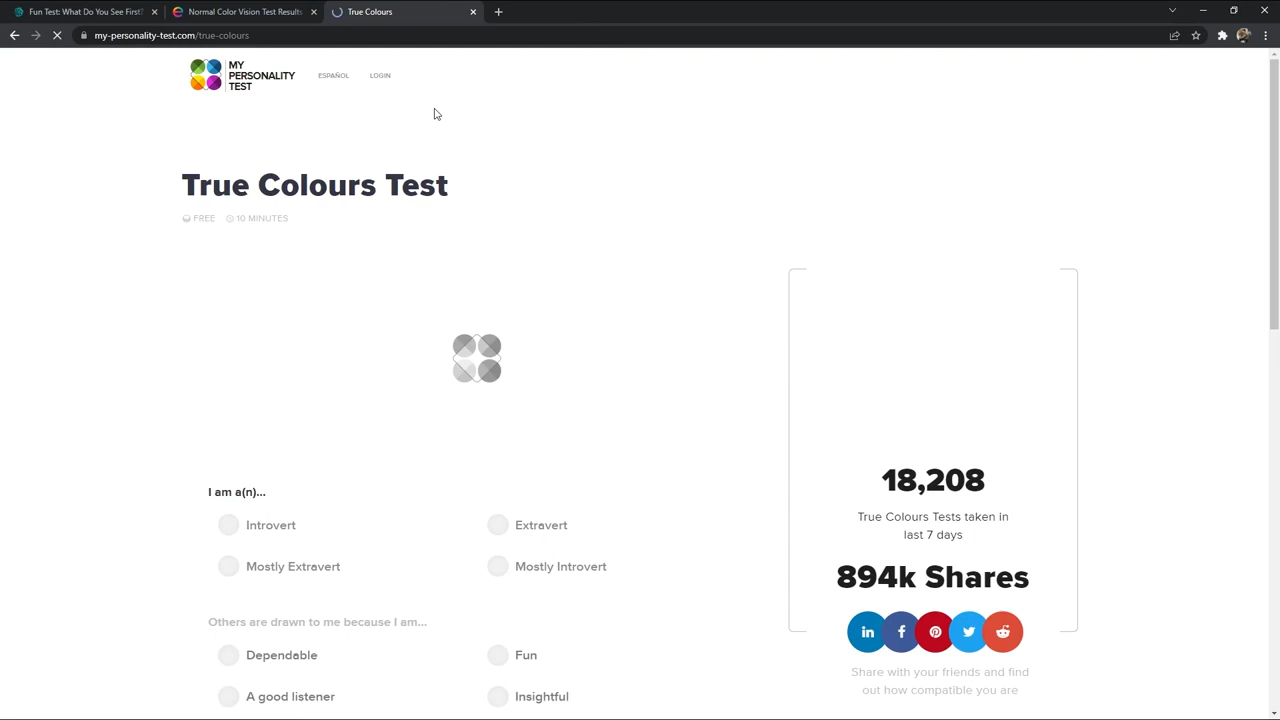 Fun Test: What Do You See First?
Normal Color Vision Test Results
True Colours
my-personality-test.com/true-colours
MY
PERSONALITY
TEST
ESPAÑOL
LOGIN
True Colours Test
FREE
10 MINUTES
I am a(n)...
Introvert
Extravert
Mostly Extravert
Mostly Introvert
Others are drawn to me because I am...
Dependable
Fun
A good listener
Insightful
18,208
True Colours Tests taken in
last 7 days
894k Shares
Share with your friends and find
out how compatible you are